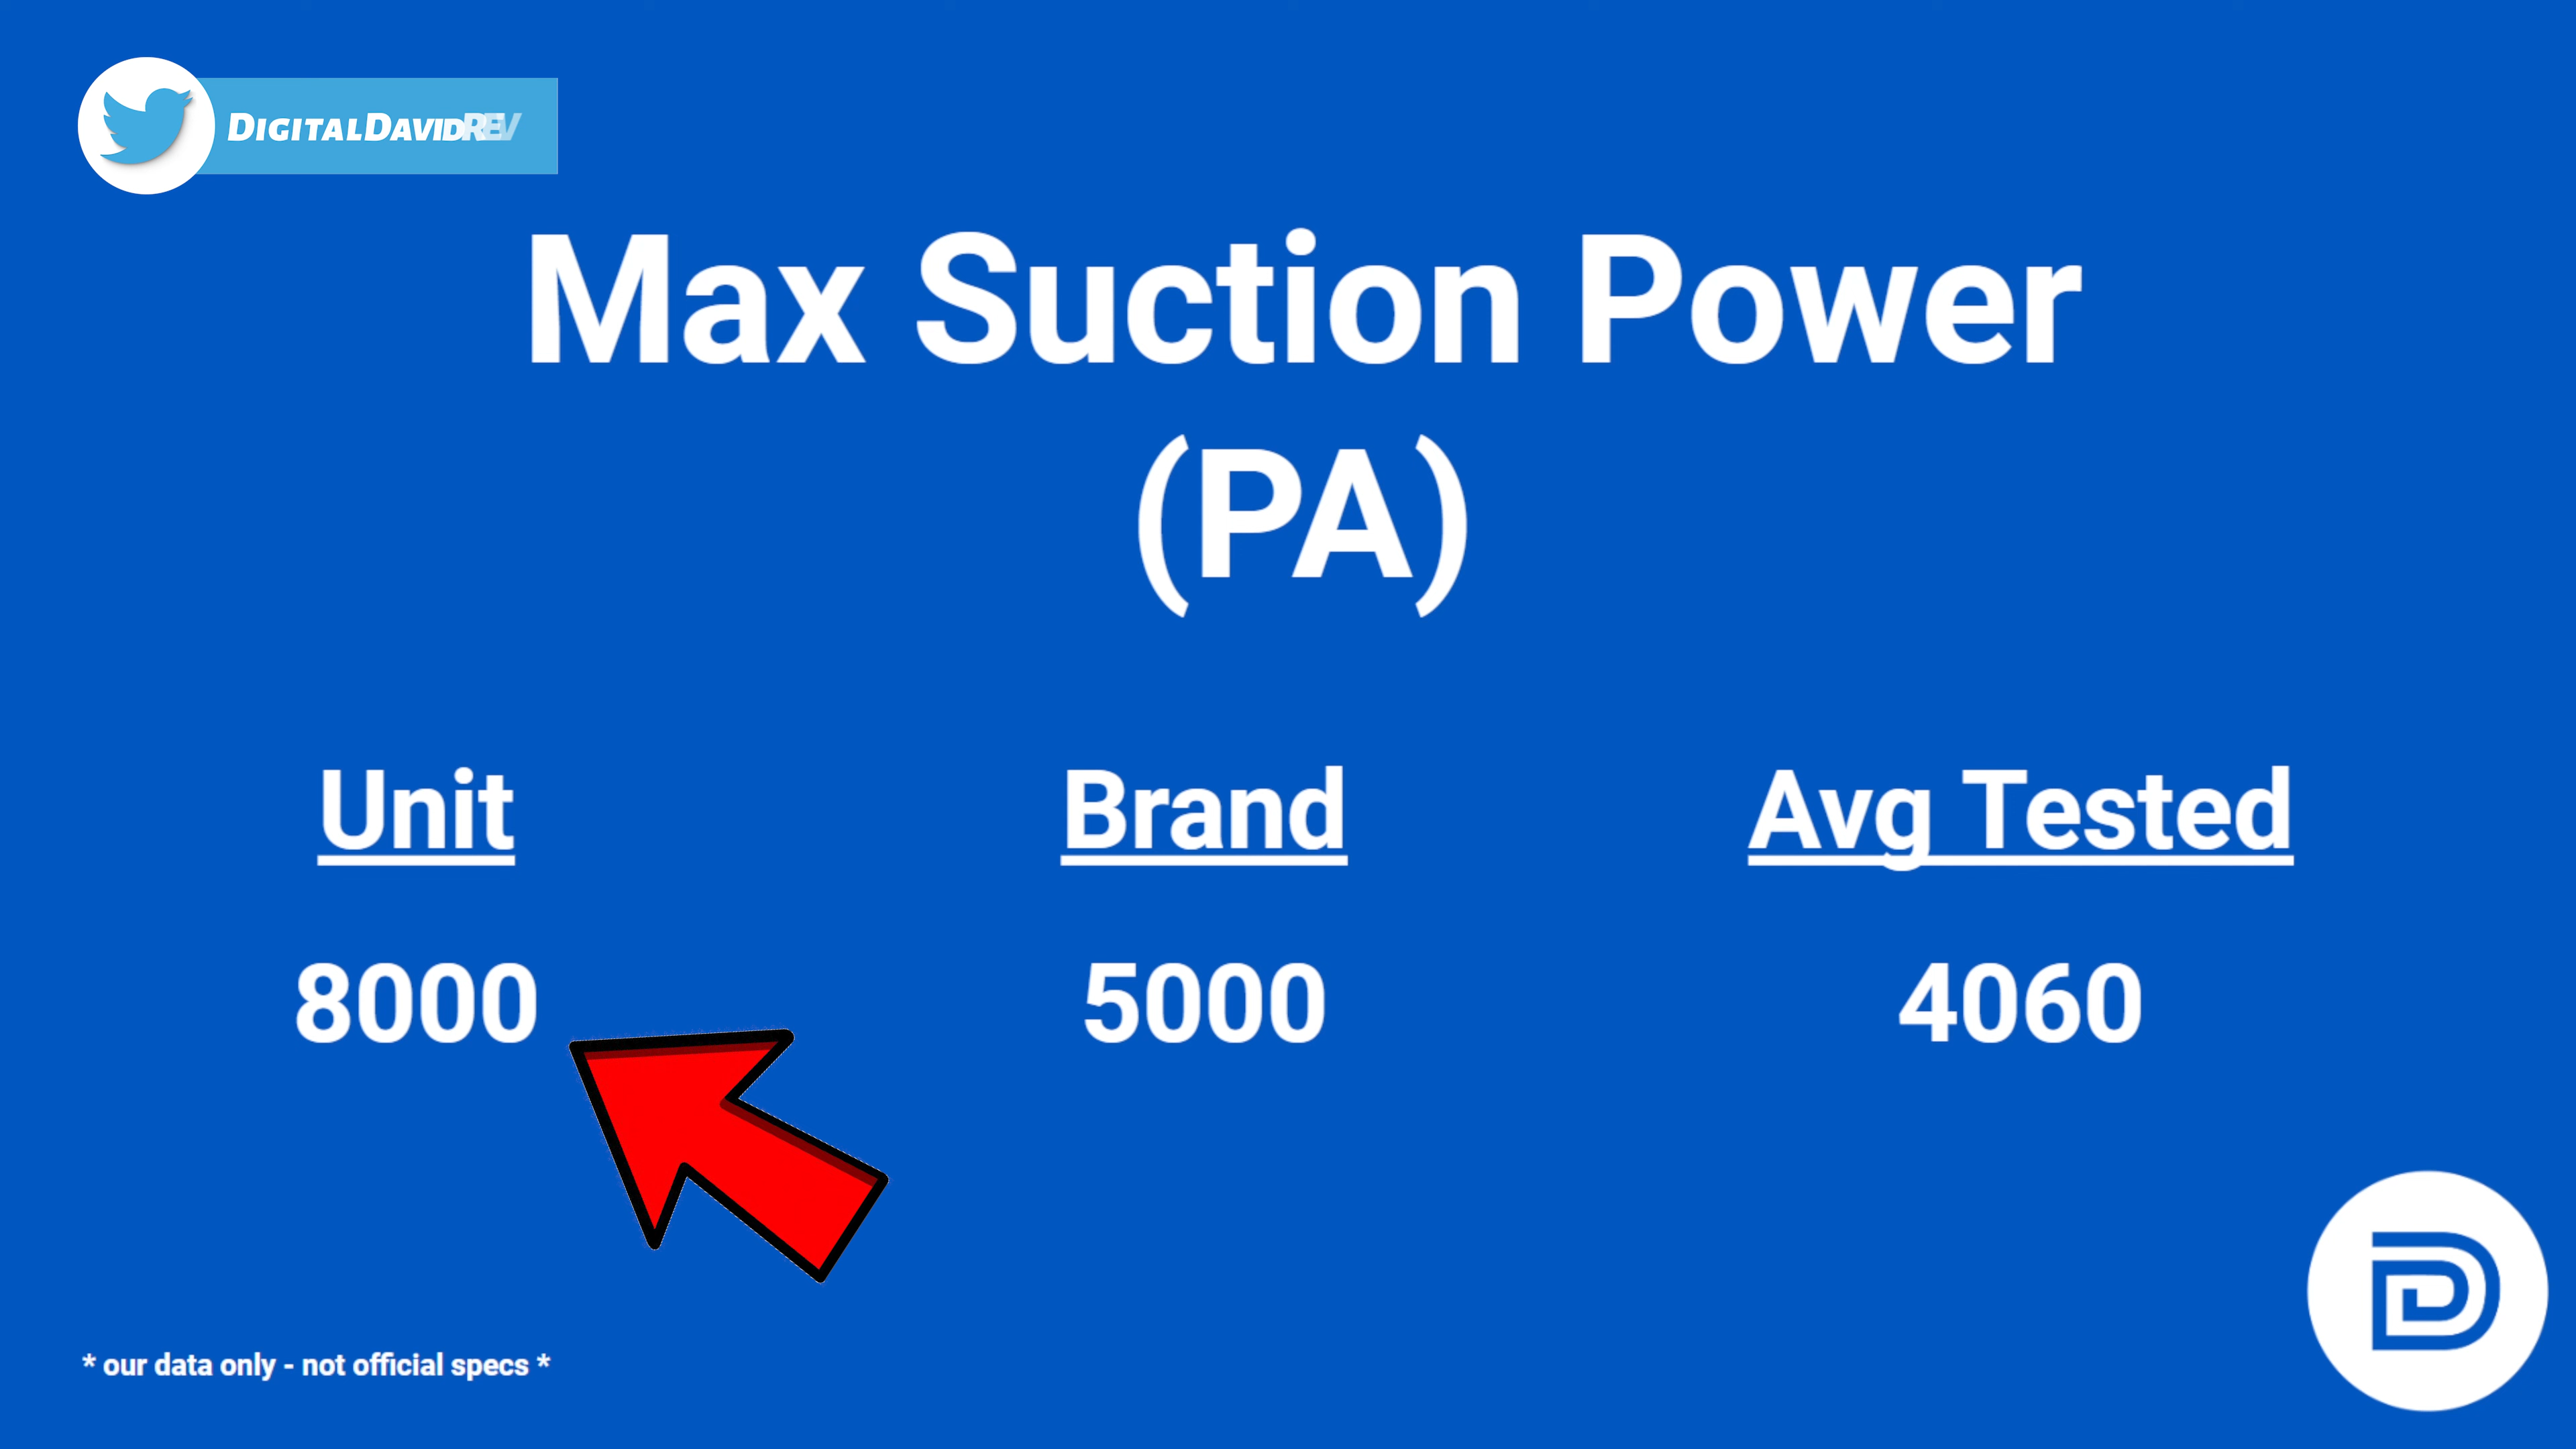 DIGITALDAVIDREV
Max Suction Power
(PA)
Unit Brand Avg Tested
8000 5000 4060
* our data only - not official specs *